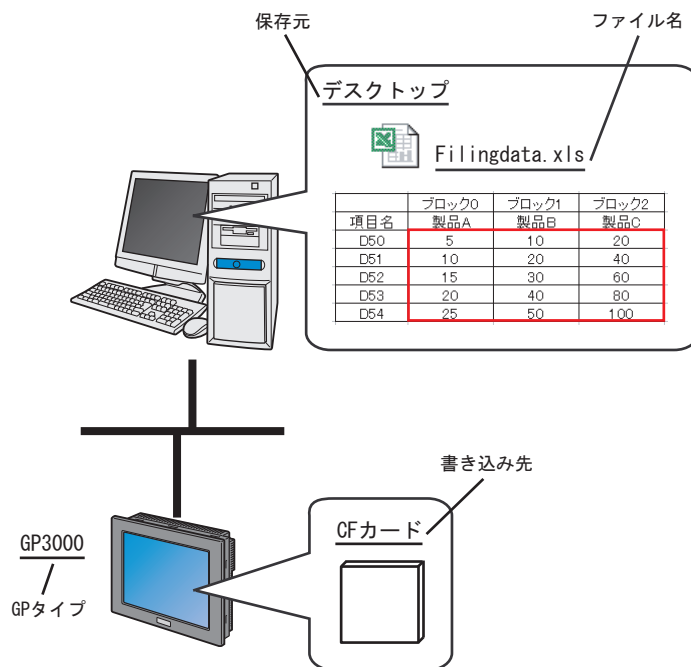 保存元 ファイル名
デスクトップ
Filingdata.xls
ブロック0 ブロック1 ブロック2
項目名 製品A 製品B 製品C
D50 5 10 20
D51 10 20 40
D52 15 30 60
D53 20 40 80
D54 25 50 100
書き込み先
CFカード
GP3000
GPタイプ